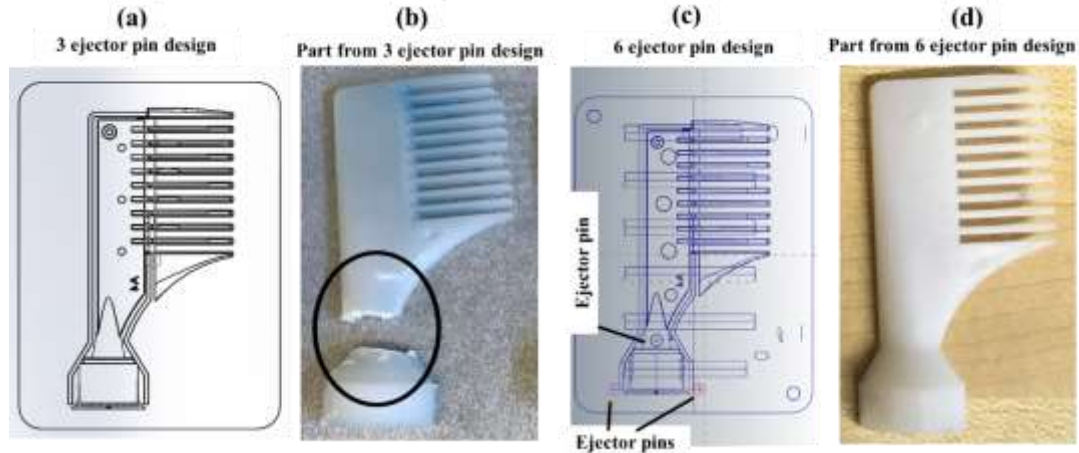 (a)
3 ejector pin design
(b)
Part from 3 ejector pin design
(c)
6 ejector pin design
(d)
Part from 6 ejector pin design
Ejector pin
Ejector pins